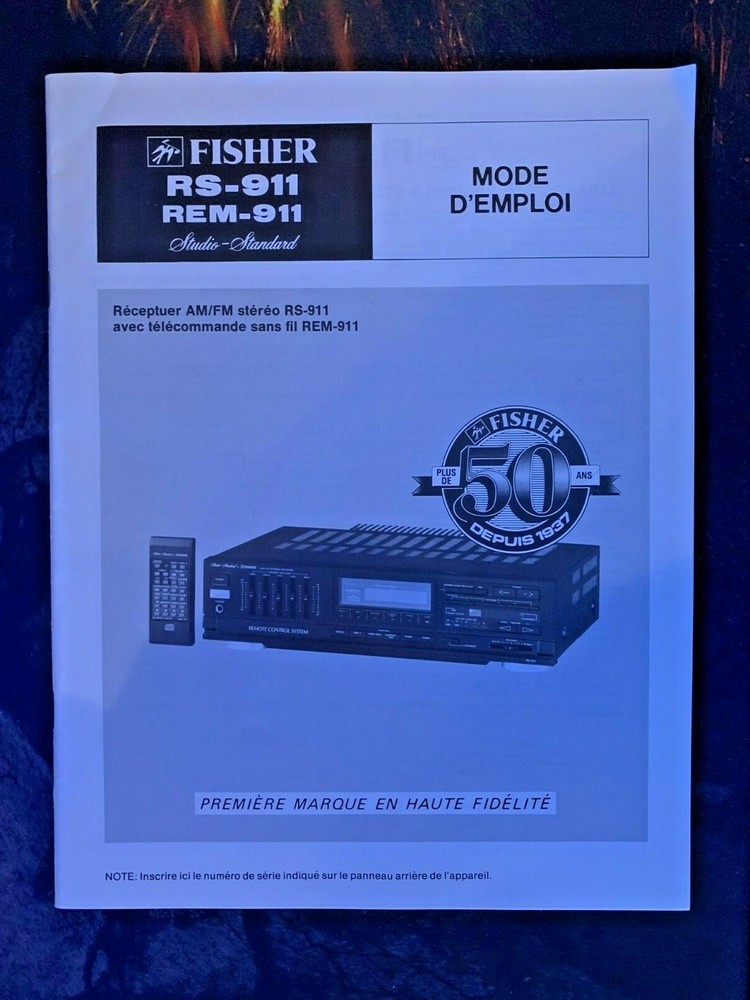 FISHER
RS-911
REM-911
Studio-Standard
MODE
D'EMPLOI
Réceptuer AM/FM stéréo RS-911
avec télécommande sans fil REM-911
FISHER
PLUS
DE
50
ANS
DEPUIS 1937
REMOTE CONTROL SYSTEM
PREMIÈRE MARQUE EN HAUTE FIDÉLITÉ
NOTE: Inscrire ici le numéro de série indiqué sur le panneau arrière de l'appareil.